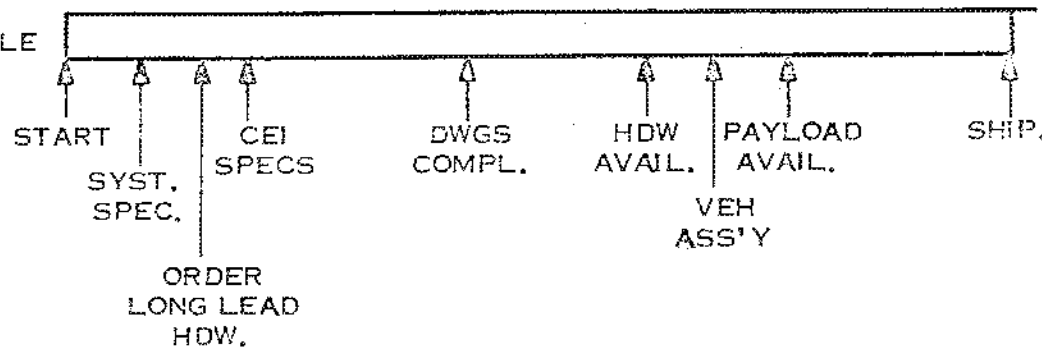 LE
START
SYST.
SPEC.
ORDER
LONG LEAD
HDW.
CEI
SPECS
DWGS
COMPL.
HDW
AVAIL.
VEH
ASS'Y
PAYLOAD
AVAIL.
SHIP.